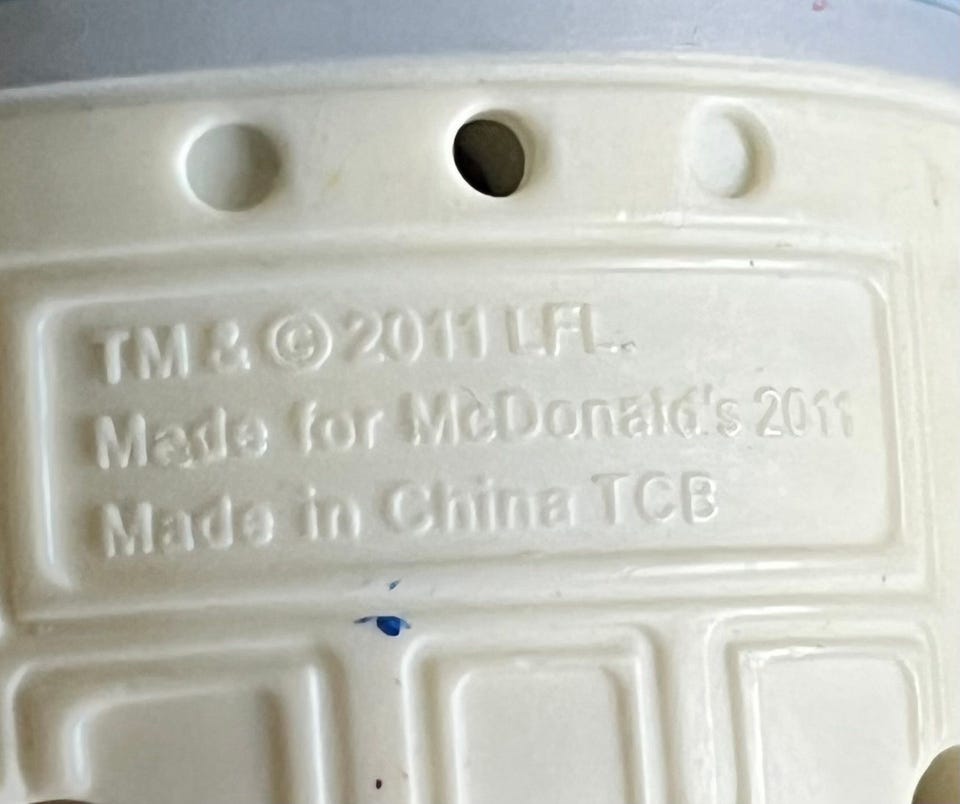 TM & © 2011 LFL.
Made for McDonald's 2011
Made in China TCB